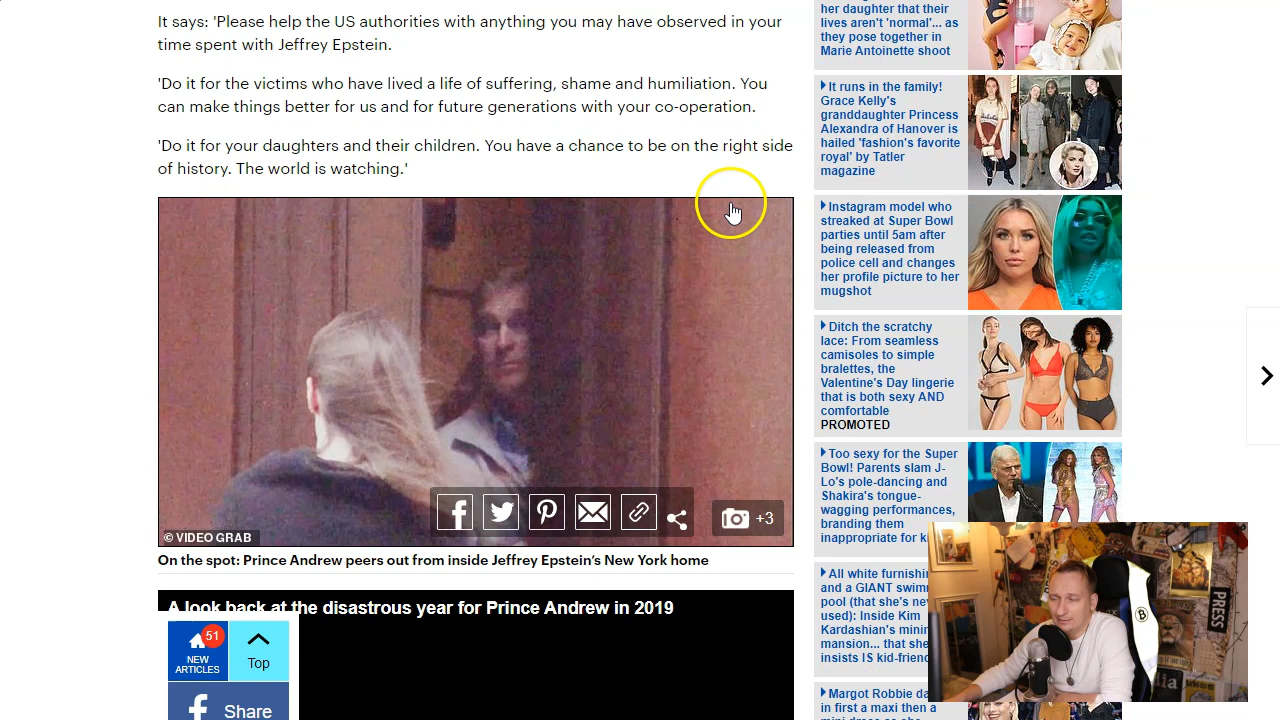 It says: 'Please help the US authorities with anything you may have observed in your
time spent with Jeffrey Epstein.
'Do it for the victims who have lived a life of suffering, shame and humiliation. You
can make things better for us and for future generations with your co-operation.
'Do it for your daughters and their children. You have a chance to be on the right side
of history. The world is watching.'
© VIDEO GRAB
+3
On the spot: Prince Andrew peers out from inside Jeffrey Epstein's New York home
A look back at the disastrous year for Prince Andrew in 2019
51
NEW
ARTICLES
Top
Share
her daughter that their
lives aren't 'normal'... as
they pose together in
Marie Antoinette shoot
It runs in the family!
Grace Kelly's
granddaughter Princess
Alexandra of Hanover is
hailed 'fashion's favorite
royal' by Tatler
magazine
Instagram model who
streaked at Super Bowl
parties until 5am after
being released from
police cell and changes
her profile picture to her
mugshot
Ditch the scratchy
lace: From seamless
camisoles to simple
bralettes, the
Valentine's Day lingerie
that is both sexy AND
comfortable
PROMOTED
Too sexy for the Super
Bowl! Parents slam J-
Lo's pole-dancing and
Shakira's tongue-
wagging performances,
branding them
inappropriate for
All white
and a GIANT
pool (that she's
used): Inside Kim
Kardashian's
mansion... that she
insists IS
Margot Robbie
in first a maxi then a
PRESS
B